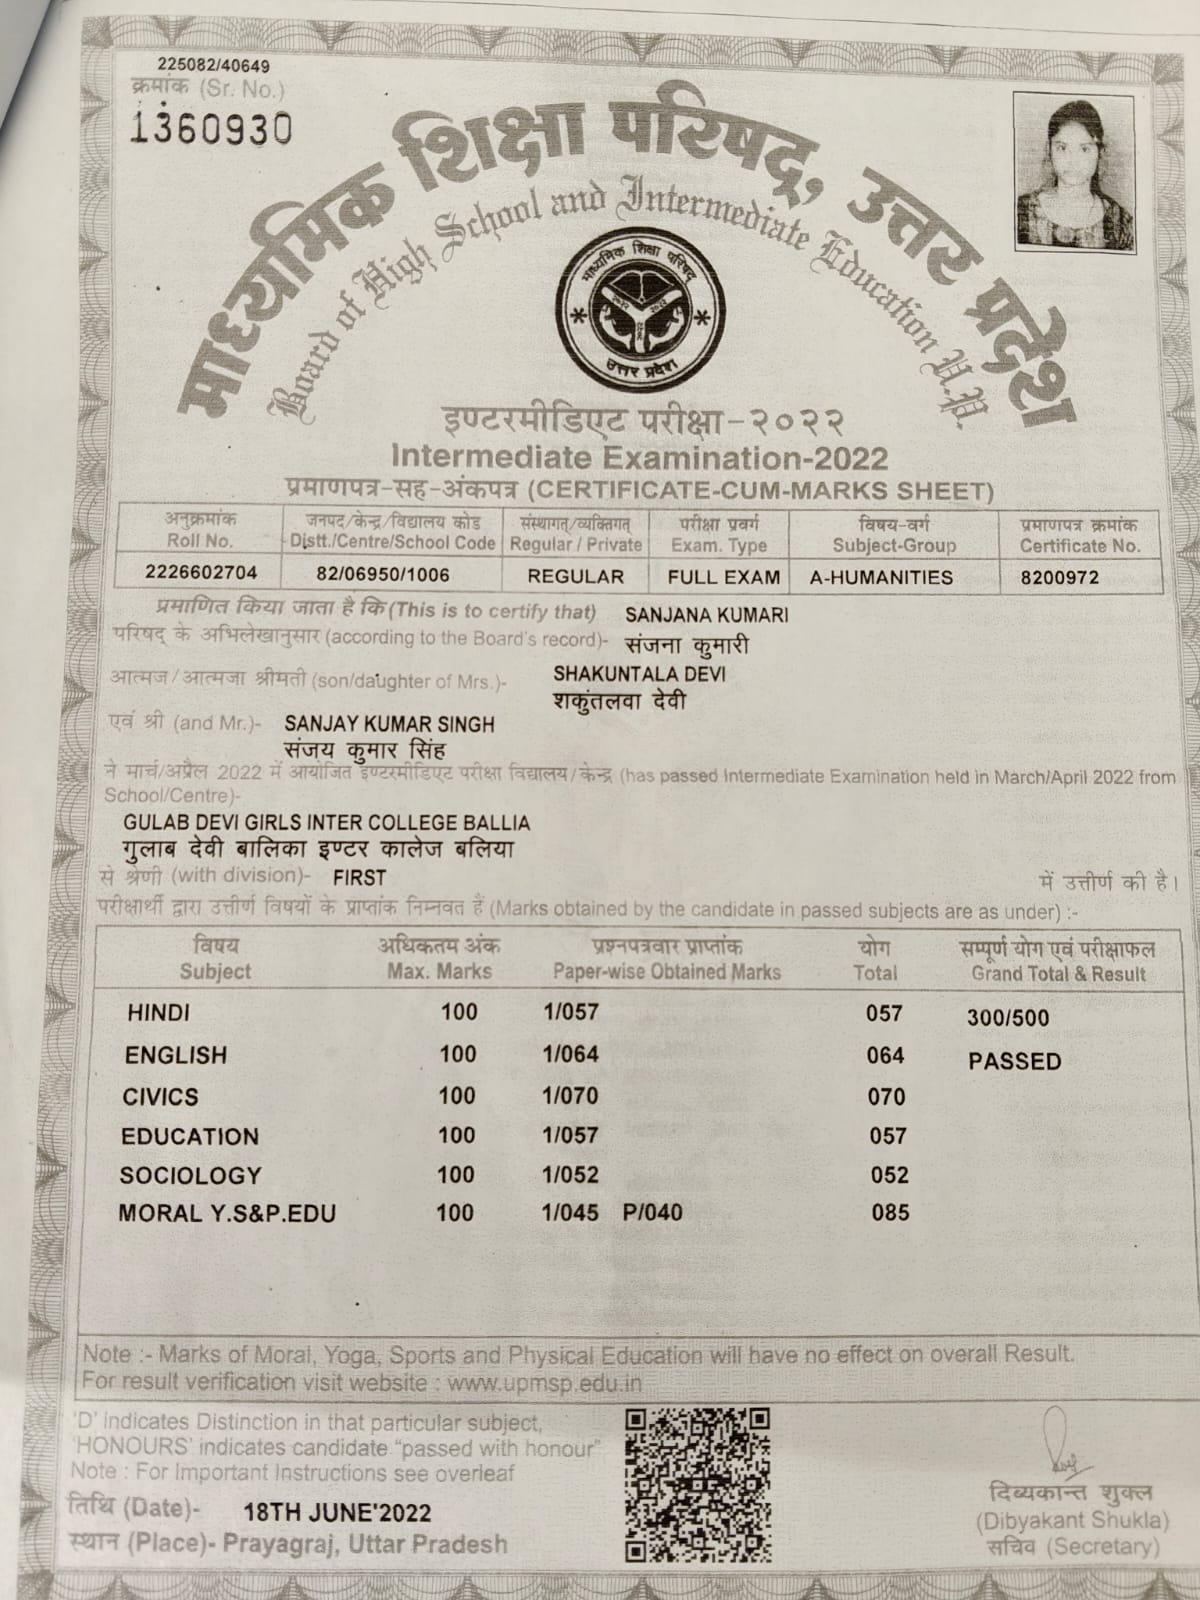 225082/40649
क्रमांक (Sr. No.)
1360930
माध्यमिक शिक्षा परिषद्, उत्तर प्रदेश
Board of High School and Intermediate Education U.P.
माध्यमिक शिक्षा परिषद्
उत्तर प्रदेश
इण्टरमीडिएट परीक्षा-२०२२
Intermediate Examination-2022
प्रमाणपत्र-सह-अंकपत्र (CERTIFICATE-CUM-MARKS SHEET)
अनुक्रमांक जनपद/केन्द्र/विद्यालय कोड संस्थागत/व्यक्तिगत परीक्षा प्रवर्ग विषय-वर्ग प्रमाणपत्र क्रमांक
Roll No. Distt./Centre/School Code Regular / Private Exam. Type Subject-Group Certificate No.
2226602704 82/06950/1006 REGULAR FULL EXAM A-HUMANITIES 8200972
प्रमाणित किया जाता है कि (This is to certify that) SANJANA KUMARI
परिषद् के अभिलेखानुसार (according to the Board's record)- संजना कुमारी
आत्मज/आत्मजा श्रीमती (son/daughter of Mrs.)- SHAKUNTALA DEVI
शकुंतलवा देवी
एवं श्री (and Mr.)- SANJAY KUMAR SINGH
संजय कुमार सिंह
ने मार्च/अप्रैल 2022 में आयोजित इण्टरमीडिएट परीक्षा विद्यालय/केन्द्र (has passed Intermediate Examination held in March/April 2022 from
School/Centre)-
GULAB DEVI GIRLS INTER COLLEGE BALLIA
गुलाब देवी बालिका इण्टर कालेज बलिया
से श्रेणी (with division)- FIRST में उत्तीर्ण की है।
परीक्षार्थी द्वारा उत्तीर्ण विषयों के प्राप्तांक निम्नवत हैं (Marks obtained by the candidate in passed subjects are as under) :-
विषय अधिकतम अंक प्रश्नपत्रवार प्राप्तांक योग सम्पूर्ण योग एवं परीक्षाफल
Subject Max. Marks Paper-wise Obtained Marks Total Grand Total & Result
HINDI 100 1/057 057 300/500
ENGLISH 100 1/064 064 PASSED
CIVICS 100 1/070 070
EDUCATION 100 1/057 057
SOCIOLOGY 100 1/052 052
MORAL Y.S&P.EDU 100 1/045 P/040 085
Note :- Marks of Moral, Yoga, Sports and Physical Education will have no effect on overall Result.
For result verification visit website : www.upmsp.edu.in
'D' indicates Distinction in that particular subject,
'HONOURS' indicates candidate "passed with honour"
Note : For Important Instructions see overleaf
तिथि (Date)- 18TH JUNE'2022
स्थान (Place)- Prayagraj, Uttar Pradesh
दिव्यकान्त शुक्ल
(Dibyakant Shukla)
सचिव (Secretary)